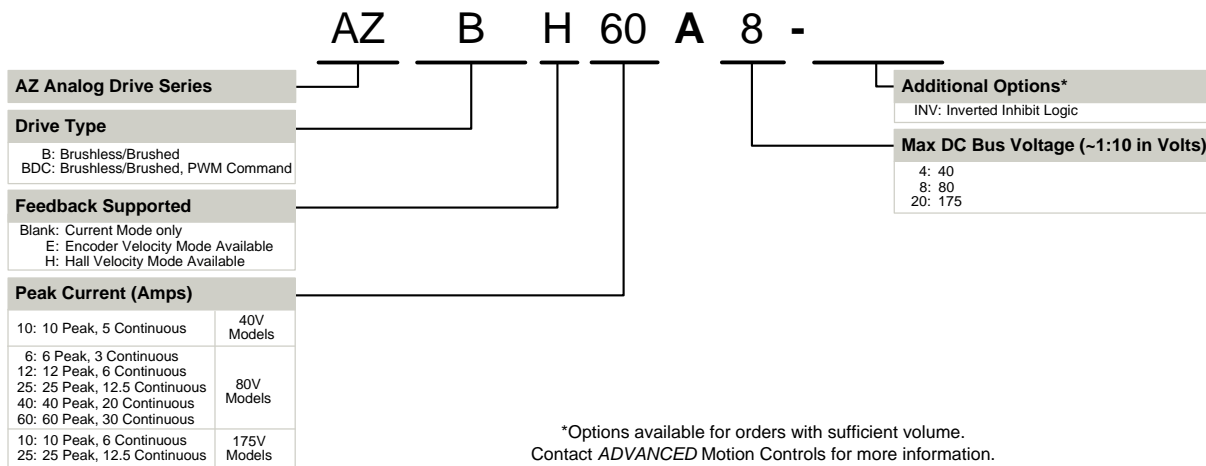 AZ B H 60 A 8 -
AZ Analog Drive Series
Drive Type
B: Brushless/Brushed
BDC: Brushless/Brushed, PWM Command
Feedback Supported
Blank: Current Mode only
E: Encoder Velocity Mode Available
H: Hall Velocity Mode Available
Peak Current (Amps)
10: 10 Peak, 5 Continuous
40V
Models
6: 6 Peak, 3 Continuous
12: 12 Peak, 6 Continuous
25: 25 Peak, 12.5 Continuous
40: 40 Peak, 20 Continuous
60: 60 Peak, 30 Continuous
80V
Models
10: 10 Peak, 6 Continuous
25: 25 Peak, 12.5 Continuous
175V
Models
Additional Options*
INV: Inverted Inhibit Logic
Max DC Bus Voltage (~1:10 in Volts)
4: 40
8: 80
20: 175
*Options available for orders with sufficient volume.
Contact ADVANCED Motion Controls for more information.